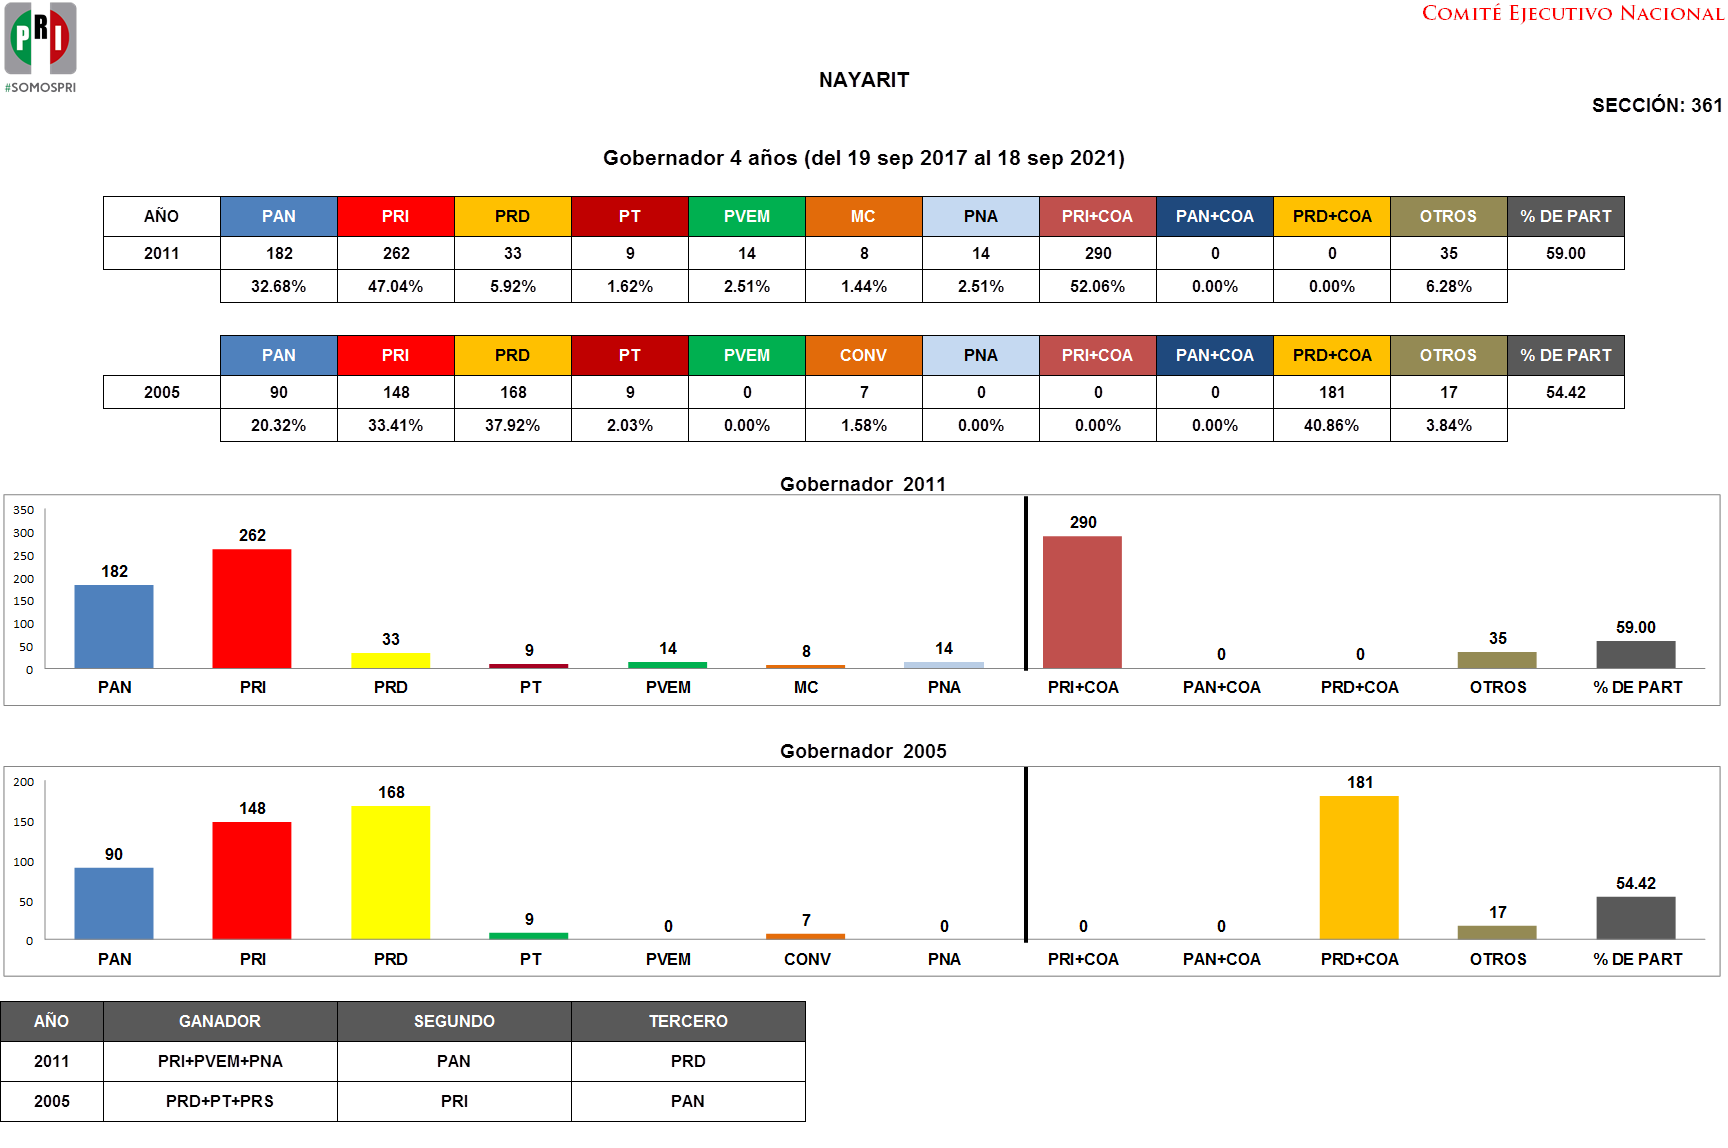 PRI
#SOMOSPRI
COMITÉ EJECUTIVO NACIONAL
NAYARIT
SECCIÓN: 361
Gobernador 4 años (del 19 sep 2017 al 18 sep 2021)
AÑO PAN PRI PRD PT PVEM MC PNA PRI+COA PAN+COA PRD+COA OTROS % DE PART
2011 182 262 33 9 14 8 14 290 0 0 35 59.00
32.68% 47.04% 5.92% 1.62% 2.51% 1.44% 2.51% 52.06% 0.00% 0.00% 6.28%
PAN PRI PRD PT PVEM CONV PNA PRI+COA PAN+COA PRD+COA OTROS % DE PART
2005 90 148 168 9 0 7 0 0 0 181 17 54.42
20.32% 33.41% 37.92% 2.03% 0.00% 1.58% 0.00% 0.00% 0.00% 40.86% 3.84%
Gobernador 2011
350
300
250
200
150
100
50
0
182 262 33 9 14 8 14 290 0 0 35 59.00
PAN PRI PRD PT PVEM MC PNA PRI+COA PAN+COA PRD+COA OTROS % DE PART
Gobernador 2005
200
150
100
50
0
90 148 168 9 0 7 0 0 0 181 17 54.42
PAN PRI PRD PT PVEM CONV PNA PRI+COA PAN+COA PRD+COA OTROS % DE PART
AÑO GANADOR SEGUNDO TERCERO
2011 PRI+PVEM+PNA PAN PRD
2005 PRD+PT+PRS PRI PAN